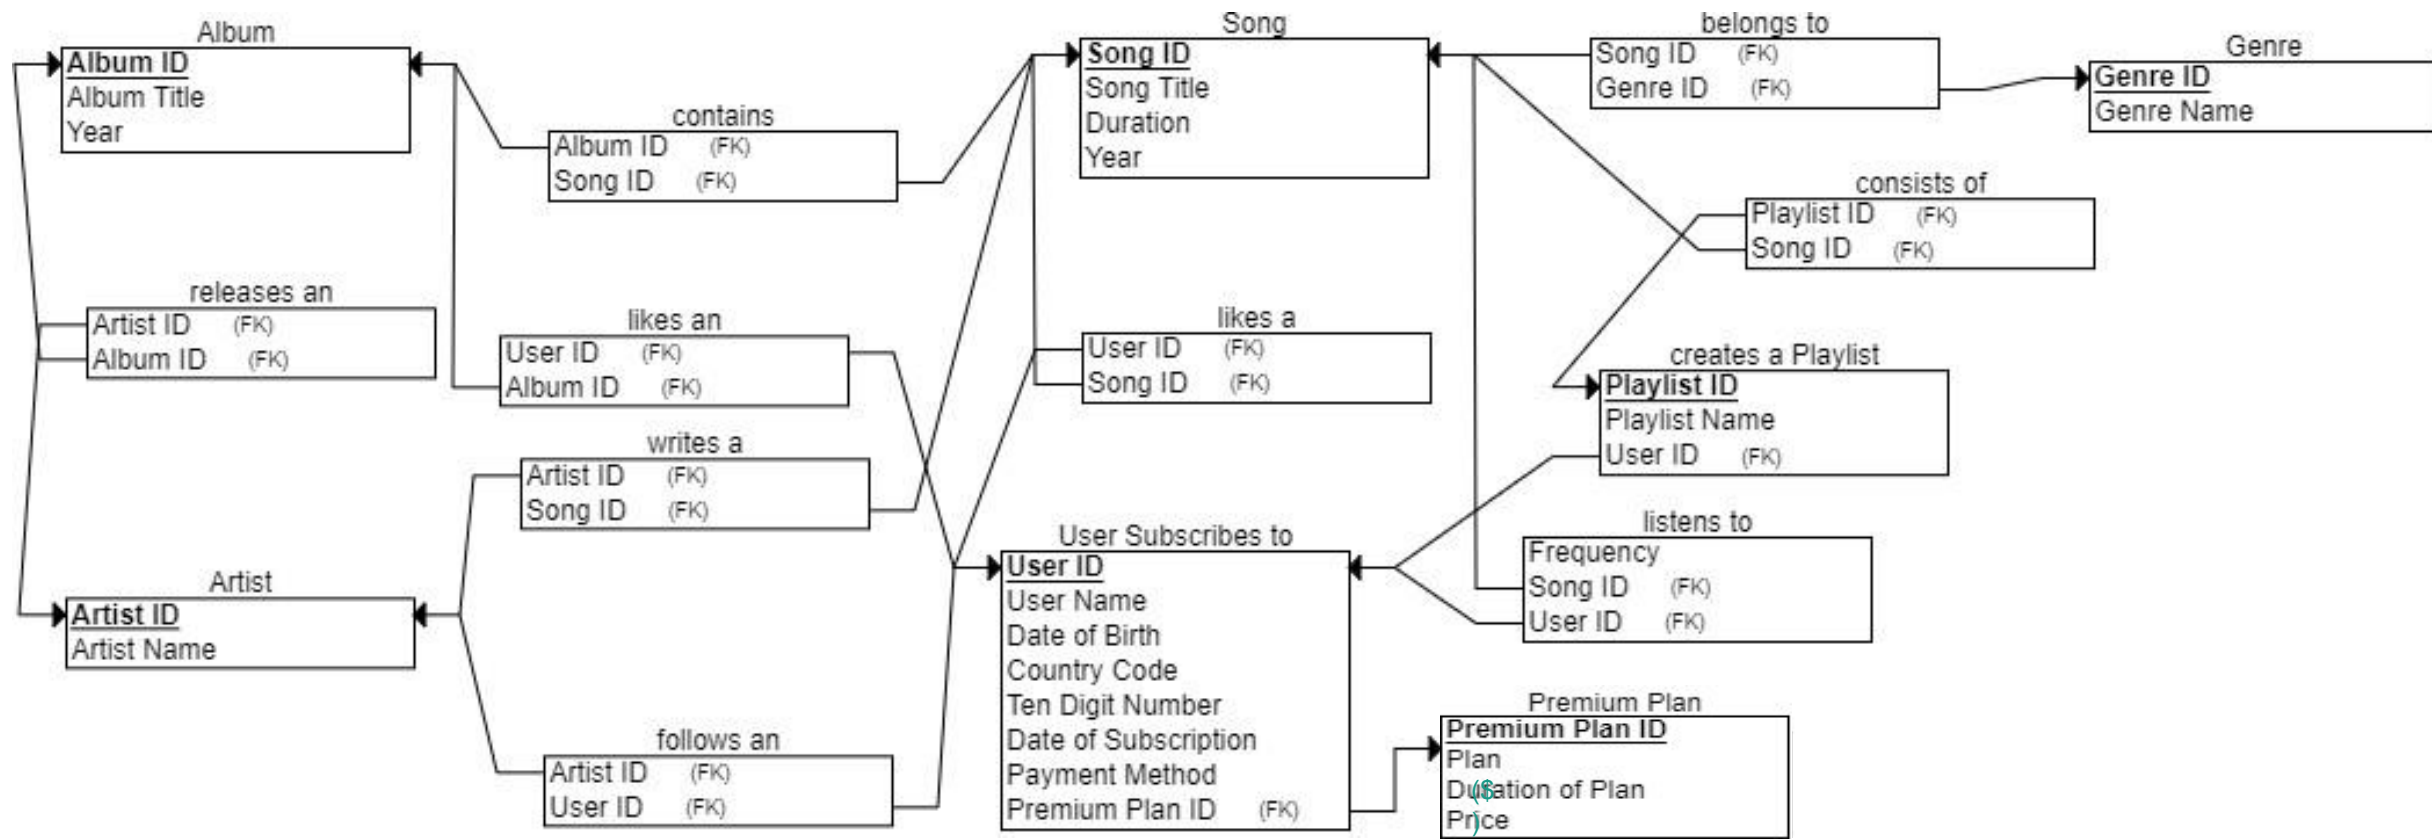 Album
Album ID
Album Title
Year
contains
Album ID (FK)
Song ID (FK)
Song
Song ID
Song Title
Duration
Year
belongs to
Song ID (FK)
Genre ID (FK)
Genre
Genre ID
Genre Name
consists of
Playlist ID (FK)
Song ID (FK)
releases an
Artist ID (FK)
Album ID (FK)
likes an
User ID (FK)
Album ID (FK)
likes a
User ID (FK)
Song ID (FK)
creates a Playlist
Playlist ID
Playlist Name
User ID (FK)
writes a
Artist ID (FK)
Song ID (FK)
listens to
Frequency
Song ID (FK)
User ID (FK)
User Subscribes to
User ID
User Name
Date of Birth
Country Code
Ten Digit Number
Date of Subscription
Payment Method
Premium Plan ID (FK)
Artist
Artist ID
Artist Name
follows an
Artist ID (FK)
User ID (FK)
Premium Plan
Premium Plan ID
Plan
Duration of Plan
($
Price
)